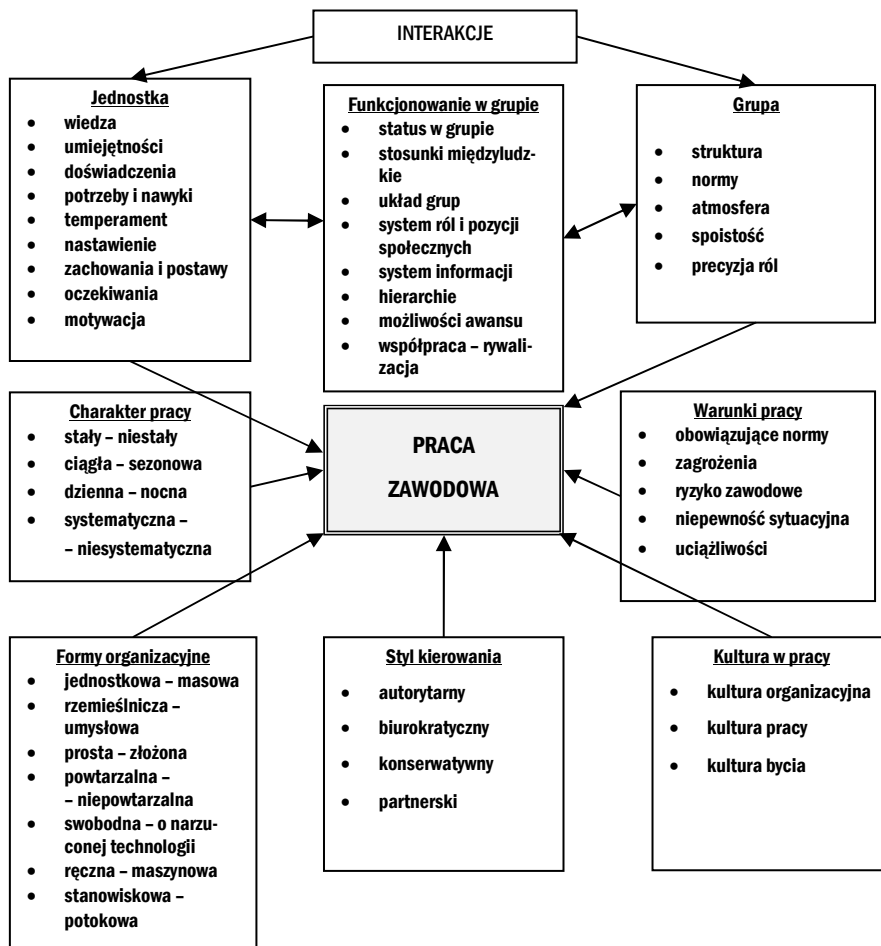 INTERAKCJE
Jednostka
• wiedza
• umiejętności
• doświadczenia
• potrzeby i nawyki
• temperament
• nastawienie
• zachowania i postawy
• oczekiwania
• motywacja
Funkcjonowanie w grupie
• status w grupie
• stosunki międzyludz-
kie
• układ grup
• system ról i pozycji
społecznych
• system informacji
• hierarchie
• możliwości awansu
• współpraca – rywali-
zacja
Grupa
• struktura
• normy
• atmosfera
• spoistość
• precyzja ról
Charakter pracy
• stały – niestały
• ciągła – sezonowa
• dzienna – nocna
• systematyczna –
– niesystematyczna
PRACA
ZAWODOWA
Warunki pracy
• obowiązujące normy
• zagrożenia
• ryzyko zawodowe
• niepewność sytuacyjna
• uciążliwości
Formy organizacyjne
• jednostkowa – masowa
• rzemieślnicza –
umysłowa
• prosta – złożona
• powtarzalna –
– niepowtarzalna
• swobodna – o narzu-
conej technologii
• ręczna – maszynowa
• stanowiskowa –
potokowa
Styl kierowania
• autorytarny
• biurokratyczny
• konserwatywny
• partnerski
Kultura w pracy
• kultura organizacyjna
• kultura pracy
• kultura bycia